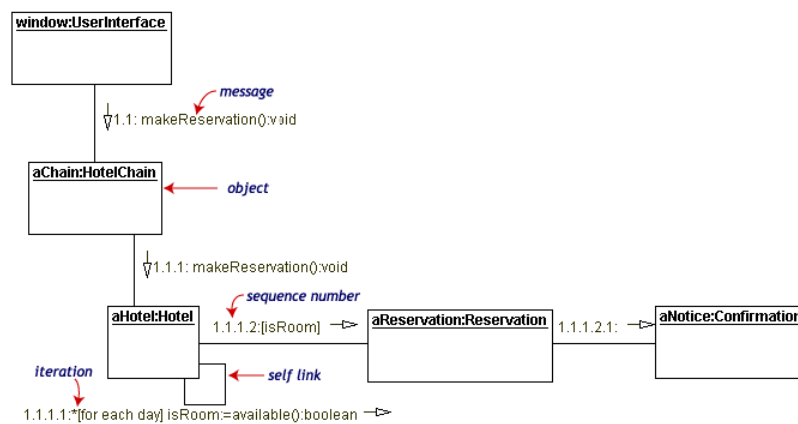 window:UserInterface
message
1.1: makeReservation():void
aChain:HotelChain
object
1.1.1: makeReservation():void
sequence number
aHotel:Hotel
1.1.1.2:[isRoom]
aReservation:Reservation
1.1.1.2.1:
aNotice:Confirmation
iteration
self link
1.1.1.1:*[for each day] isRoom:=available():boolean